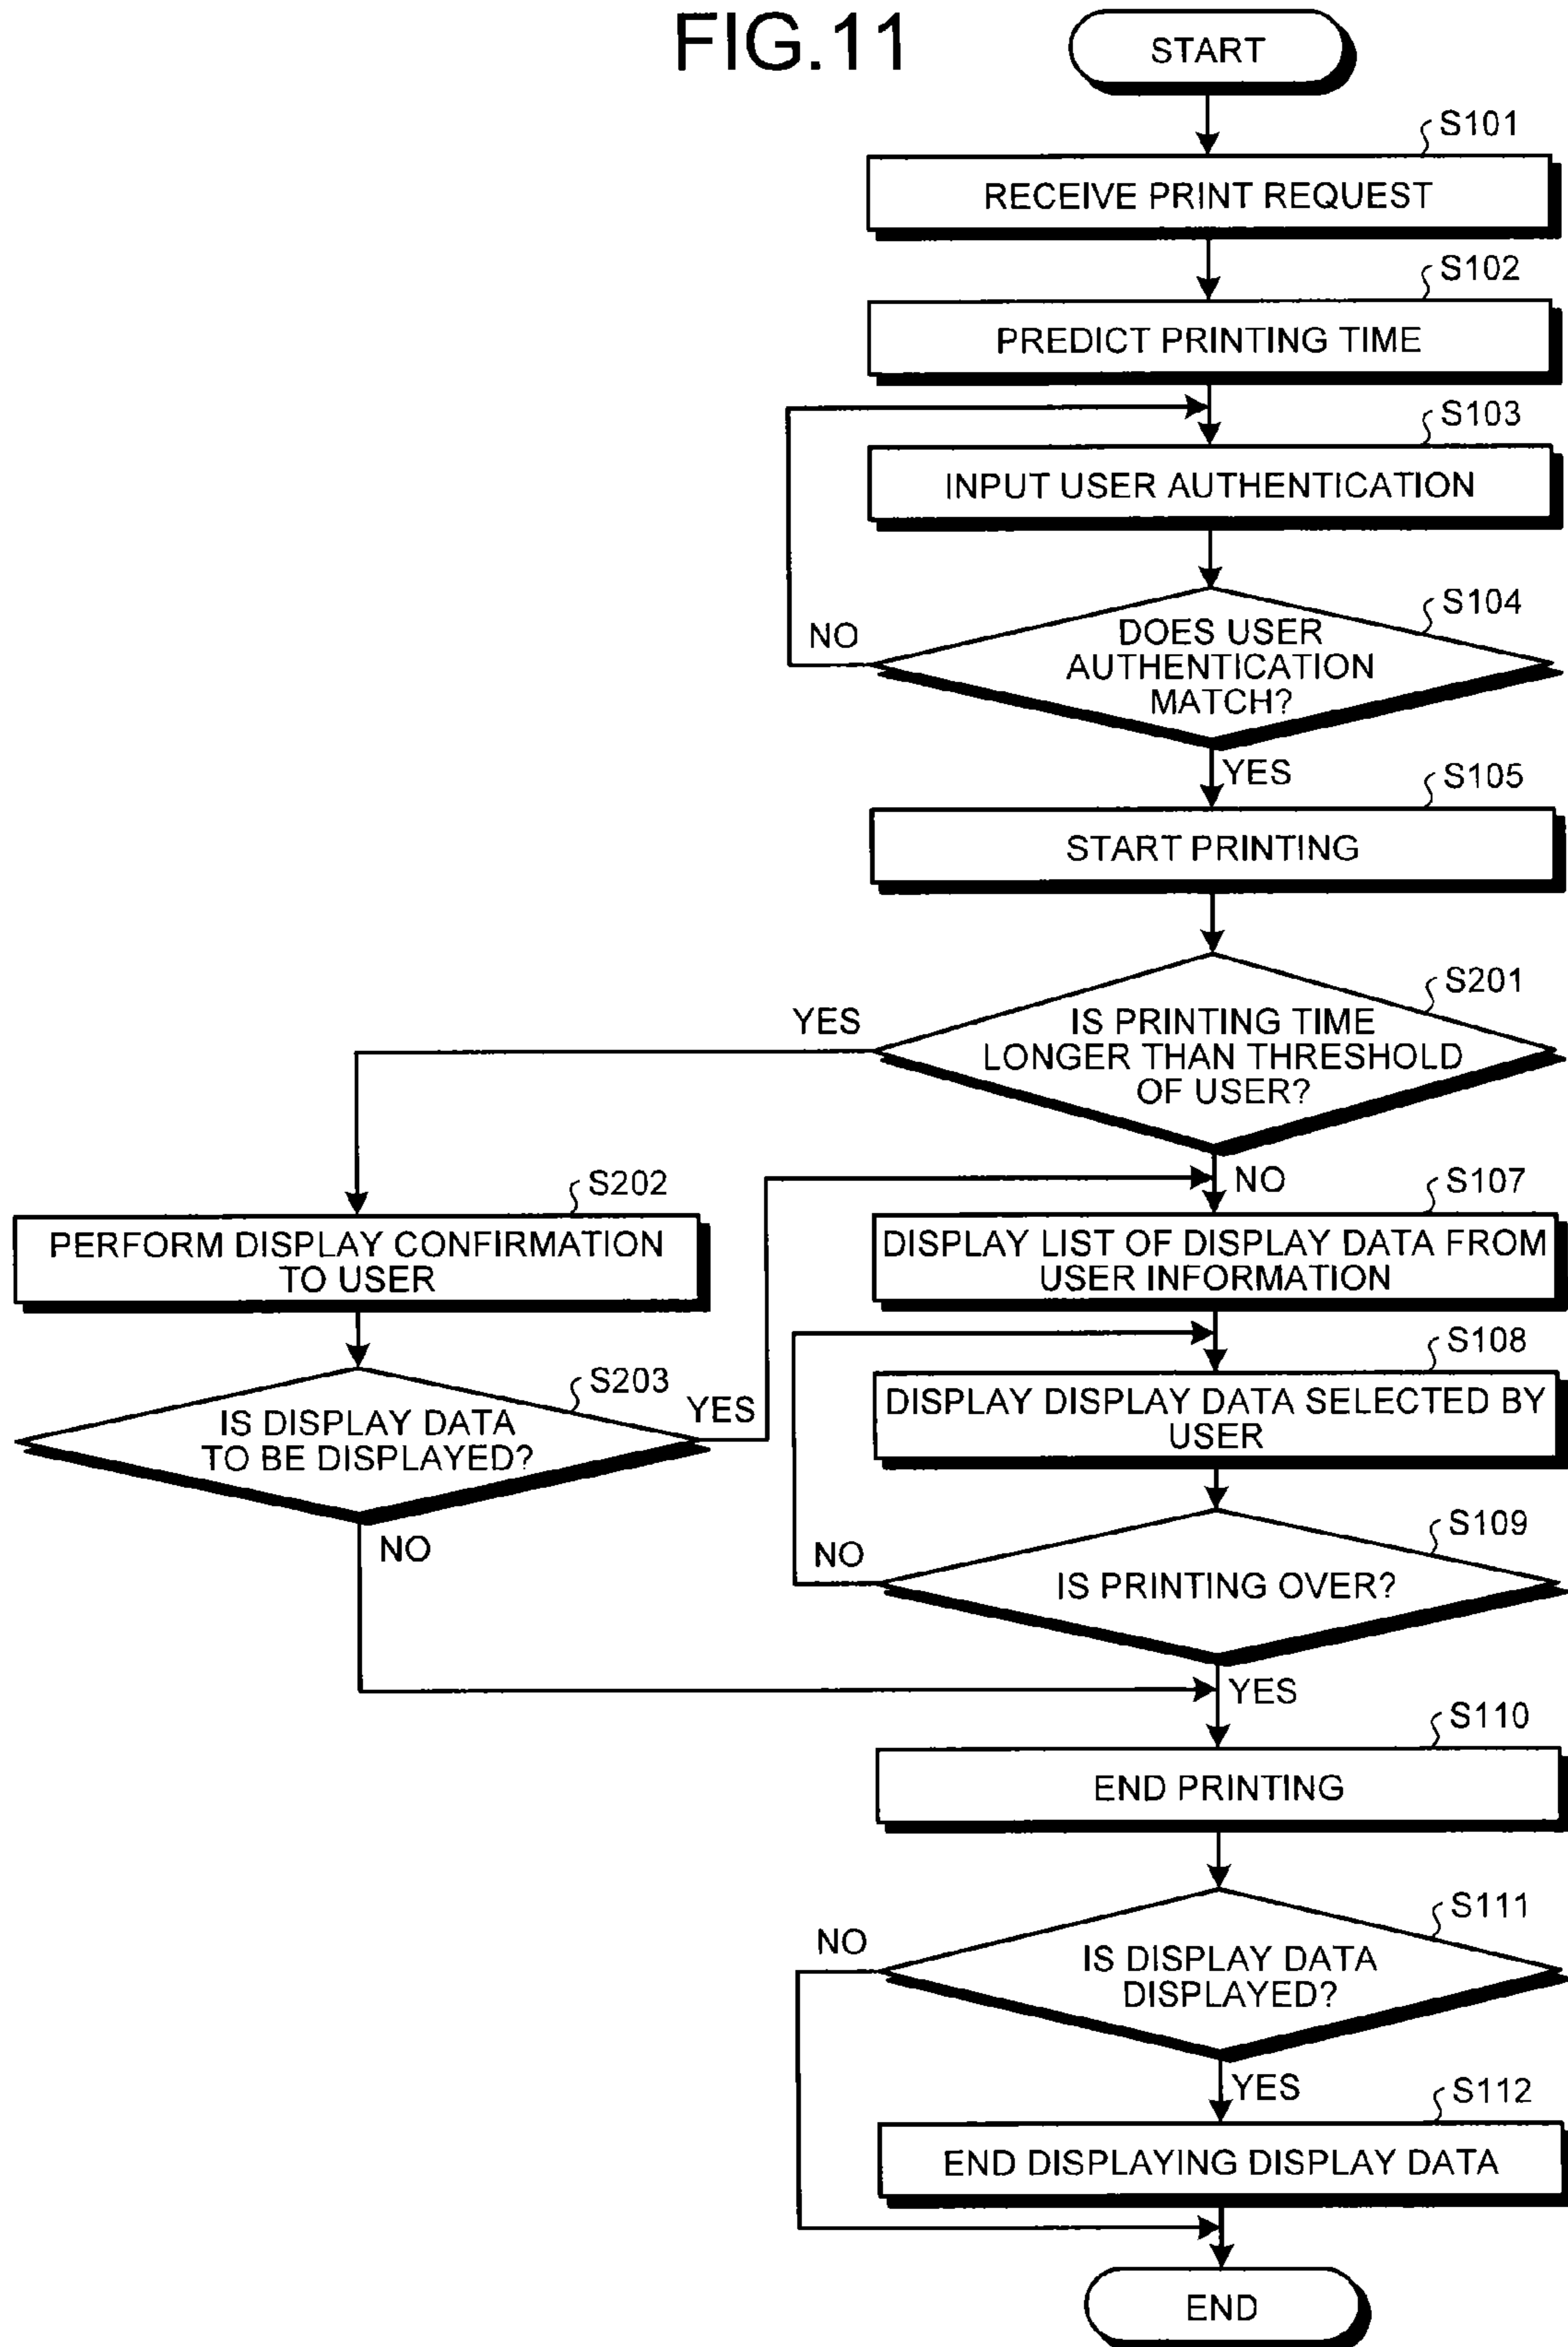 FIG.11
START
S101
RECEIVE PRINT REQUEST
S102
PREDICT PRINTING TIME
S103
INPUT USER AUTHENTICATION
S104
NO
DOES USER
AUTHENTICATION
MATCH?
YES
S105
START PRINTING
S201
YES
IS PRINTING TIME
LONGER THAN THRESHOLD
OF USER?
NO
S202
PERFORM DISPLAY CONFIRMATION
TO USER
S203
IS DISPLAY DATA
TO BE DISPLAYED?
YES
NO
S107
DISPLAY LIST OF DISPLAY DATA FROM
USER INFORMATION
S108
DISPLAY DISPLAY DATA SELECTED BY
USER
S109
NO
IS PRINTING OVER?
YES
S110
END PRINTING
S111
NO
IS DISPLAY DATA
DISPLAYED?
YES
S112
END DISPLAYING DISPLAY DATA
END